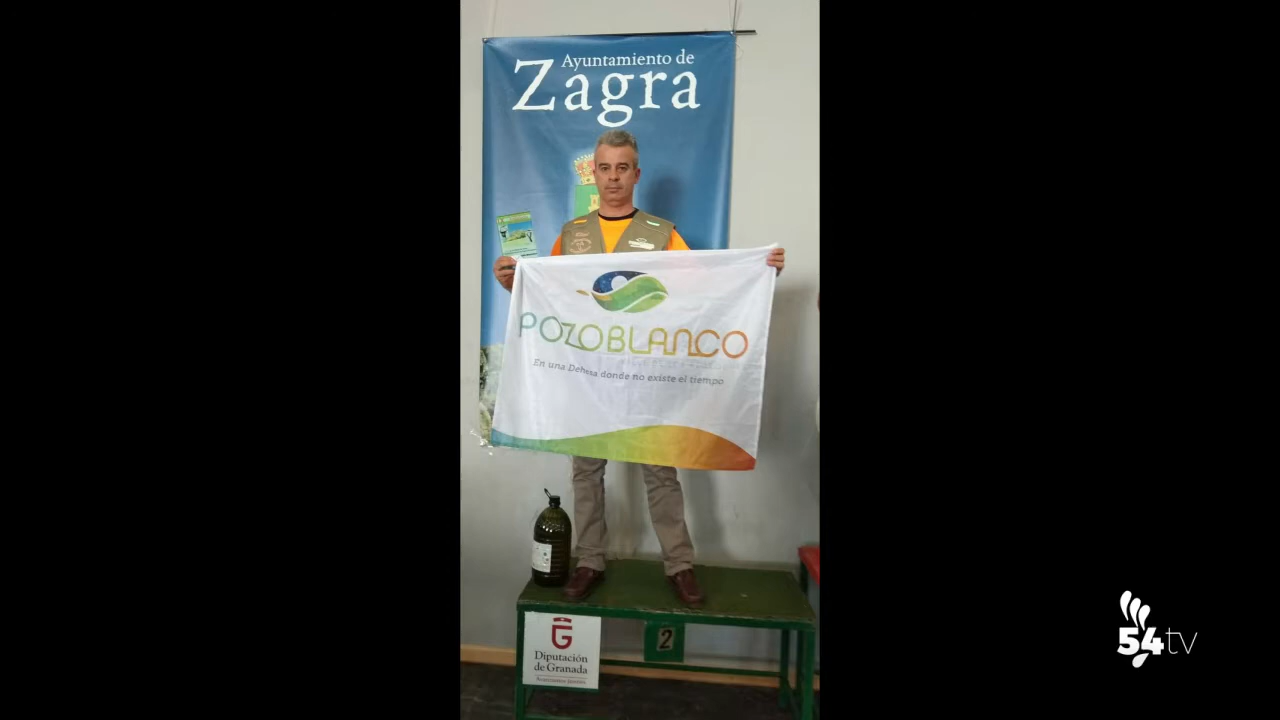 Ayuntamiento de
Zagra
POZOBLANCO
En una Dehesa donde no existe el tiempo
2
Diputación
de Granada
54tv